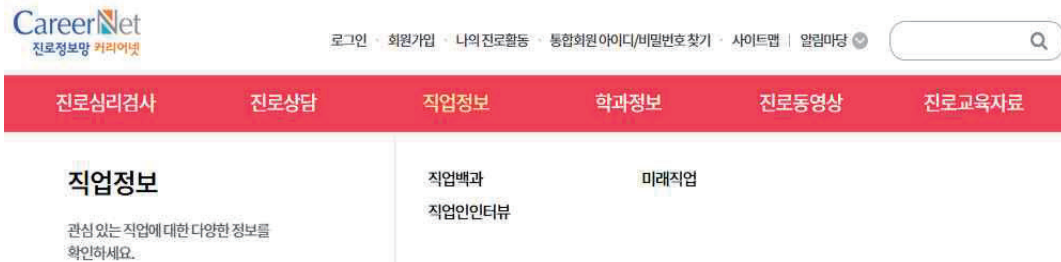 CareerNet
진로정보망 커리어넷
로그인 · 회원가입 · 나의 진로활동 · 통합회원 아이디/비밀번호 찾기 · 사이트맵 | 알림마당
진로심리검사 진로상담 직업정보 학과정보 진로동영상 진로교육자료
직업정보
관심 있는 직업에 대한 다양한 정보를
확인하세요.
직업백과 미래직업
직업인인터뷰